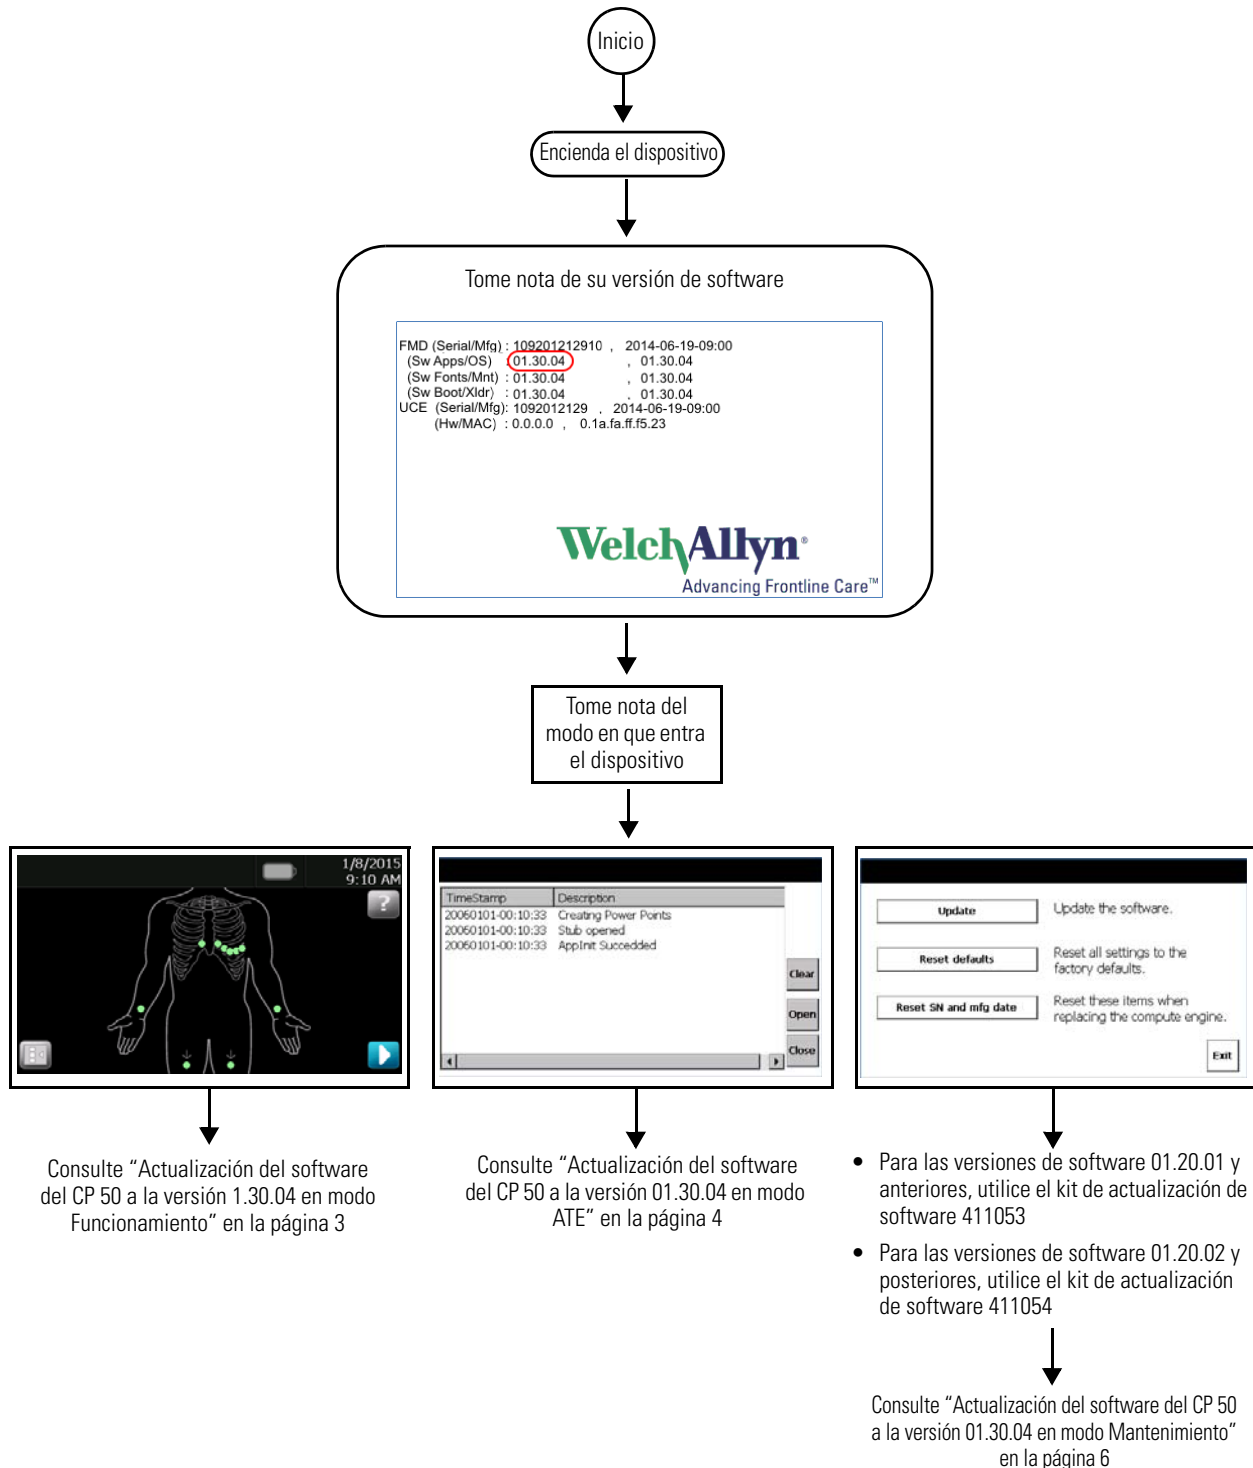 Inicio
Encienda el dispositivo
Tome nota de su versión de software
FMD (Serial/Mfg) : 109201212910 , 2014-06-19-09:00
(Sw Apps/OS) : 01.30.04 , 01.30.04
(Sw Fonts/Mnt) : 01.30.04 , 01.30.04
(Sw Boot/Xldr) : 01.30.04 , 01.30.04
UCE (Serial/Mfg): 1092012129 , 2014-06-19-09:00
(Hw/MAC) : 0.0.0.0 , 0.1a.fa.ff.f5.23
WelchAllyn®
Advancing Frontline Care™
Tome nota del
modo en que entra
el dispositivo
1/8/2015
9:10 AM
?
TimeStamp Description
20060101-00:10:33 Creating Power Points
20060101-00:10:33 Stub opened
20060101-00:10:33 AppInit Succedded
Clear
Open
Close
Update Update the software.
Reset defaults Reset all settings to the
factory defaults.
Reset SN and mfg date Reset these items when
replacing the compute engine.
Exit
Consulte “Actualización del software
del CP 50 a la versión 1.30.04 en modo
Funcionamiento” en la página 3
Consulte “Actualización del software
del CP 50 a la versión 01.30.04 en modo
ATE” en la página 4
• Para las versiones de software 01.20.01 y
anteriores, utilice el kit de actualización de
software 411053
• Para las versiones de software 01.20.02 y
posteriores, utilice el kit de actualización
de software 411054
Consulte “Actualización del software del CP 50
a la versión 01.30.04 en modo Mantenimiento”
en la página 6